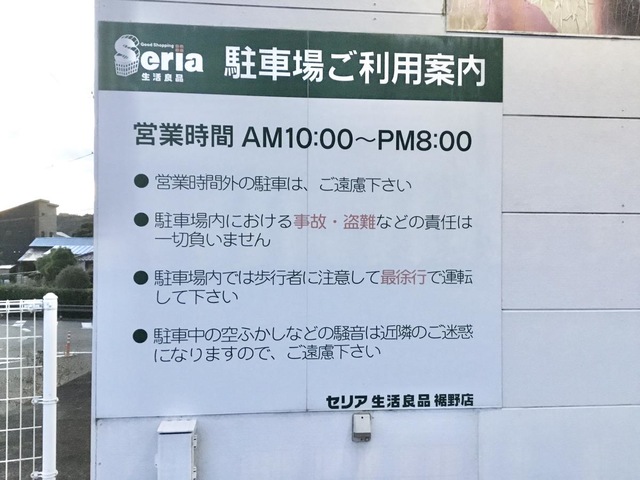 Good Shopping
Seria
生活良品
駐車場ご利用案内
営業時間 AM10:00～PM8:00
● 営業時間外の駐車は、ご遠慮下さい
● 駐車場内における事故・盗難などの責任は
一切負いません
● 駐車場内では歩行者に注意して最徐行で運転
して下さい
● 駐車中の空ふかしなどの騒音は近隣のご迷惑
になりますので、ご遠慮下さい
セリア 生活良品 裾野店